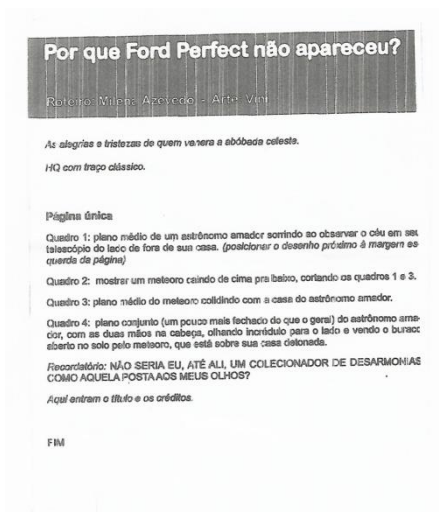 Por que Ford Perfect não apareceu?
Roteiro: Milena Azevedo - Arte: Vini
As alegrias e tristezas de quem venera a abóbada celeste.
HQ com traço clássico.
Página única
Quadro 1: plano médio de um astrônomo amador sorrindo ao observar o céu em seu
telescópio do lado de fora de sua casa. (posicionar o desenho próximo à margem es-
querda da página)
Quadro 2: mostrar um meteoro caindo de cima pra baixo, cortando os quadros 1 e 3.
Quadro 3: plano médio do meteoro colidindo com a casa do astrônomo amador.
Quadro 4: plano conjunto (um pouco mais fechado do que o geral) do astrônomo ama-
dor, com as duas mãos na cabeça, olhando incrédulo para o lado e vendo o buraco
aberto no solo pelo meteoro, que está sobre sua casa detonada.
Recordatório: NÃO SERIA EU, ATÉ ALI, UM COLECIONADOR DE DESARMONIAS
COMO AQUELA POSTA AOS MEUS OLHOS?
Aqui entram o título e os créditos.
FIM